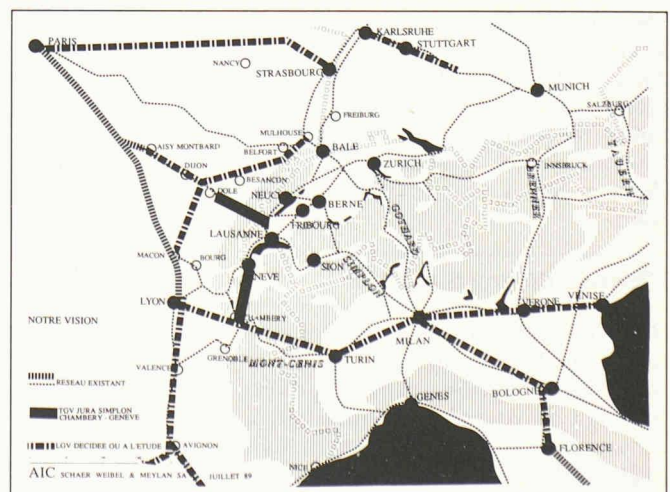 PARIS
KARLSRUHE
STUTTGART
NANCY
STRASBOURG
MUNICH
SALZBURG
FREIBURG
MULHOUSE
AISY MONTBARD
BELFORT
BALE
TAUERN
DIJON
ZURICH
INNSBRUCK
BESANCON
BRENNER
DOLE
NEUC
BERNE
GOTHARD
FRIBOURG
LAUSANNE
MACON
BOURG
SION
SIMPLON
NEVE
LYON
VERONE
VENISE
HAMBERY
MILAN
NOTRE VISION
GRENOBLE
MONT-CENIS
TURIN
VALENCE
RESEAU EXISTANT
GENES
BOLOGNE
TGV JURA SIMPLON
CHAMBERY - GENEVE
LGV DECIDEE OU A L'ETUDE
AVIGNON
FLORENCE
NICE
AIC SCHAER WEIBEL & MEYLAN SA JUILLET 89